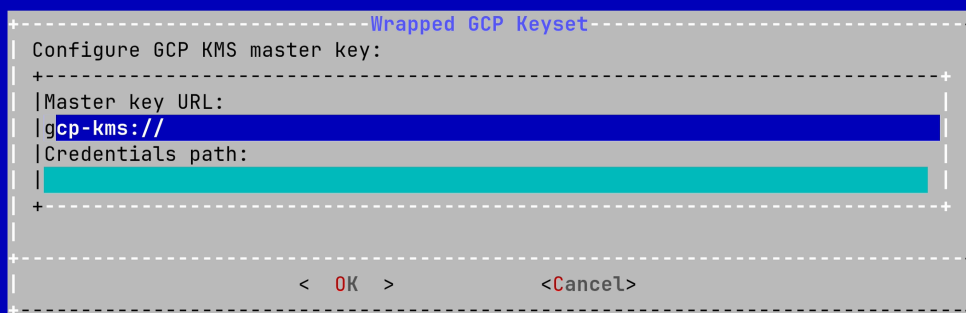 Wrapped GCP Keyset
Configure GCP KMS master key:
Master key URL:
gcp-kms://
Credentials path:
< OK > <Cancel>